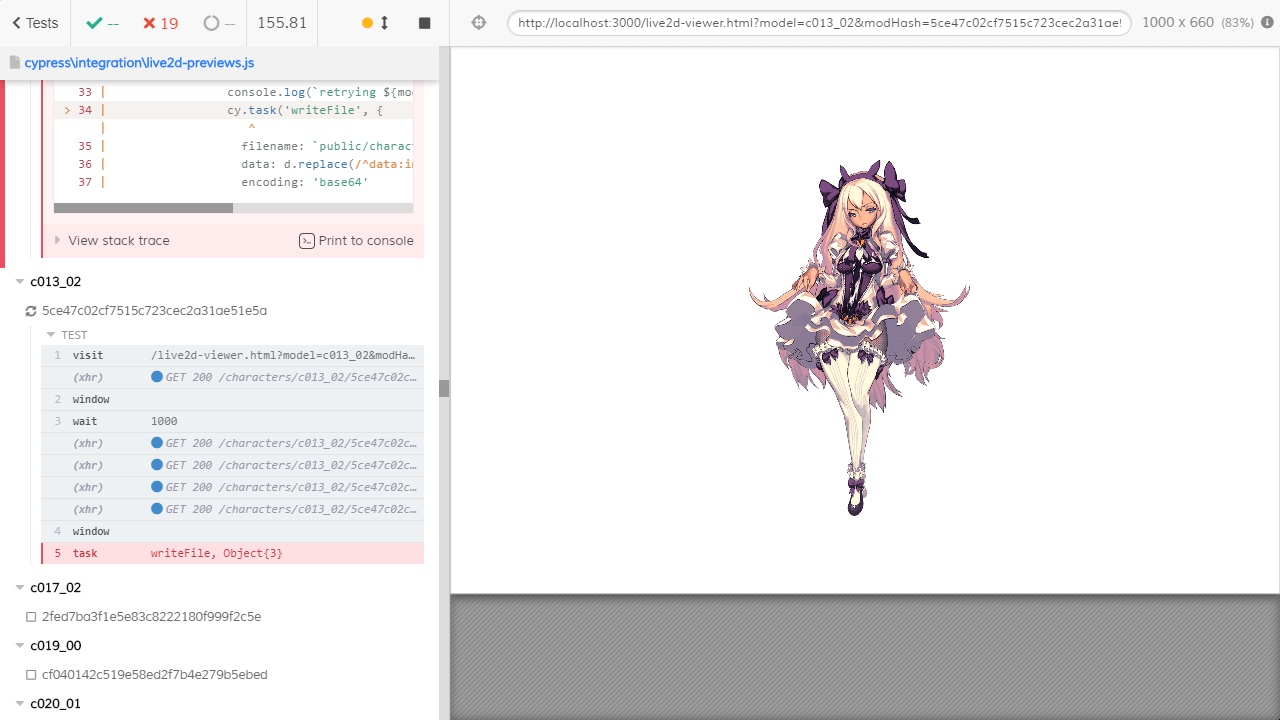 Tests
--
19
--
155.81
http://localhost:3000/live2d-viewer.html?model=c013_02&modHash=5ce47c02cf7515c723cec2a31ae!
1000 x 660 (83%)
cypress\integration\live2d-previews.js
33 | console.log(`retrying ${mo
> 34 | cy.task('writeFile', {
| ^
35 | filename: `public/charac
36 | data: d.replace(/^data:i
37 | encoding: 'base64'
View stack trace
Print to console
c013_02
5ce47c02cf7515c723cec2a31ae51e5a
TEST
1 visit /live2d-viewer.html?model=c013_02&modHa…
(xhr) GET 200 /characters/c013_02/5ce47c02c…
2 window
3 wait 1000
(xhr) GET 200 /characters/c013_02/5ce47c02c…
(xhr) GET 200 /characters/c013_02/5ce47c02c…
(xhr) GET 200 /characters/c013_02/5ce47c02c…
(xhr) GET 200 /characters/c013_02/5ce47c02c…
4 window
5 task writeFile, Object{3}
c017_02
2fed7ba3f1e5e83c8222180f999f2c5e
c019_00
cf040142c519e58ed2f7b4e279b5ebed
c020_01